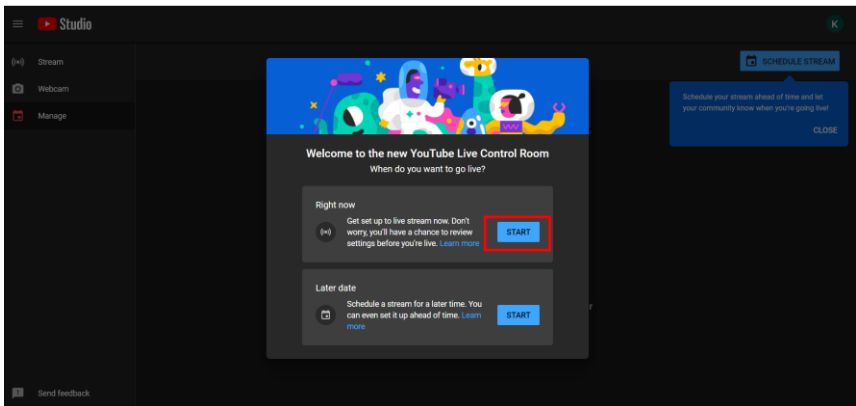 Studio
K
Stream
Webcam
Manage
SCHEDULE STREAM
Schedule your stream ahead of time and let
your community know when you're going live!
CLOSE
Welcome to the new YouTube Live Control Room
When do you want to go live?
Right now
Get set up to live stream now. Don't
worry, you'll have a chance to review
settings before you're live. Learn more
START
Later date
Schedule a stream for a later time. You
can even set it up ahead of time. Learn
more
START
r
Send feedback